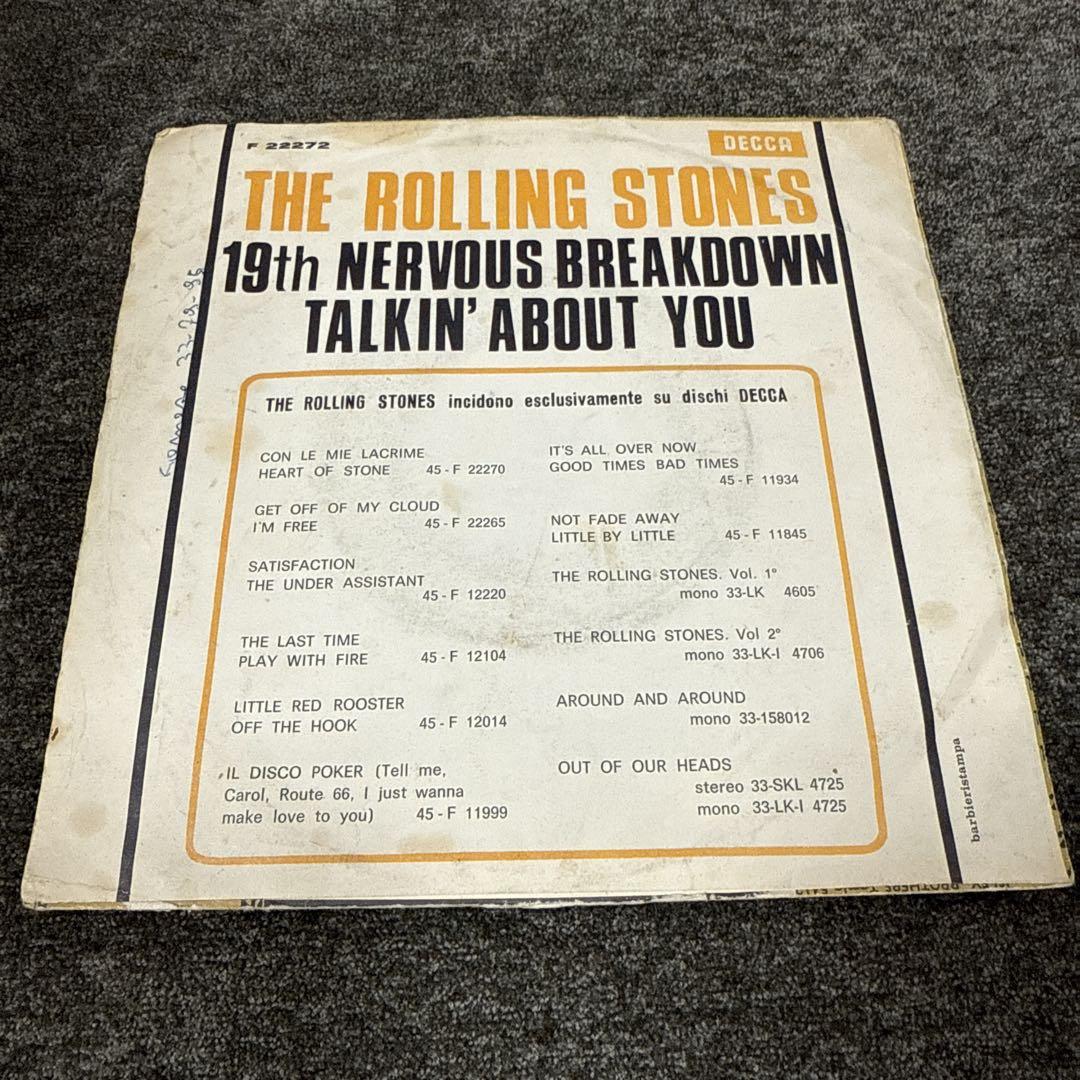 F 22272
DECCA
THE ROLLING STONES
19th NERVOUS BREAKDOWN
TALKIN' ABOUT YOU
THE ROLLING STONES incidono esclusivamente su dischi DECCA
CON LE MIE LACRIME
HEART OF STONE 45-F 22270
GET OFF OF MY CLOUD
I'M FREE 45-F 22265
SATISFACTION
THE UNDER ASSISTANT
45-F 12220
THE LAST TIME
PLAY WITH FIRE 45-F 12104
LITTLE RED ROOSTER
OFF THE HOOK 45-F 12014
IL DISCO POKER (Tell me,
Carol, Route 66, I just wanna
make love to you) 45-F 11999
IT'S ALL OVER NOW
GOOD TIMES BAD TIMES
45-F 11934
NOT FADE AWAY
LITTLE BY LITTLE 45-F 11845
THE ROLLING STONES. Vol. 1°
mono 33-LK 4605
THE ROLLING STONES. Vol 2°
mono 33-LK-I 4706
AROUND AND AROUND
mono 33-158012
OUT OF OUR HEADS
stereo 33-SKL 4725
mono 33-LK-I 4725
barbieristampa
BROTHERS